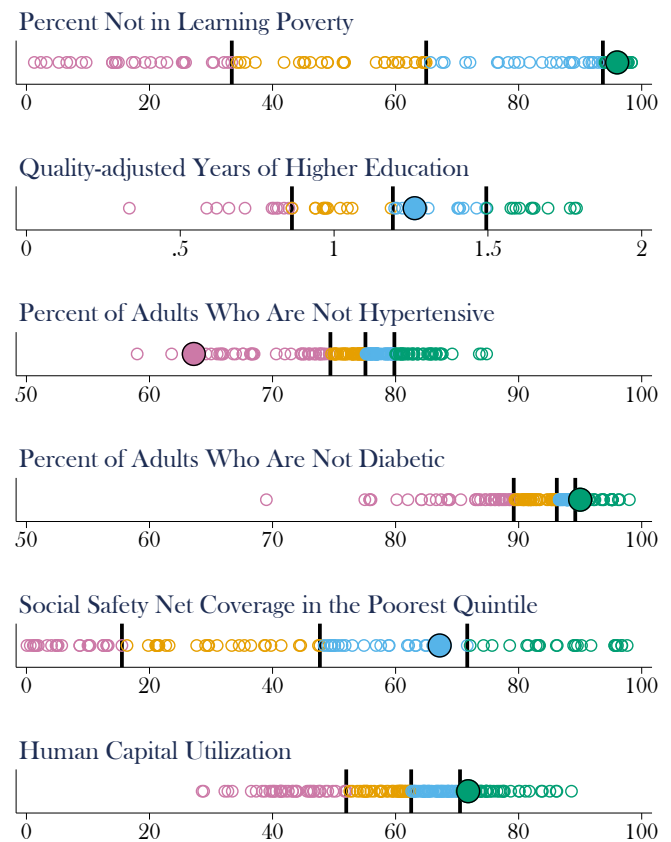 Percent Not in Learning Poverty
0 20 40 60 80 100
Quality-adjusted Years of Higher Education
0 .5 1 1.5 2
Percent of Adults Who Are Not Hypertensive
50 60 70 80 90 100
Percent of Adults Who Are Not Diabetic
50 60 70 80 90 100
Social Safety Net Coverage in the Poorest Quintile
0 20 40 60 80 100
Human Capital Utilization
0 20 40 60 80 100